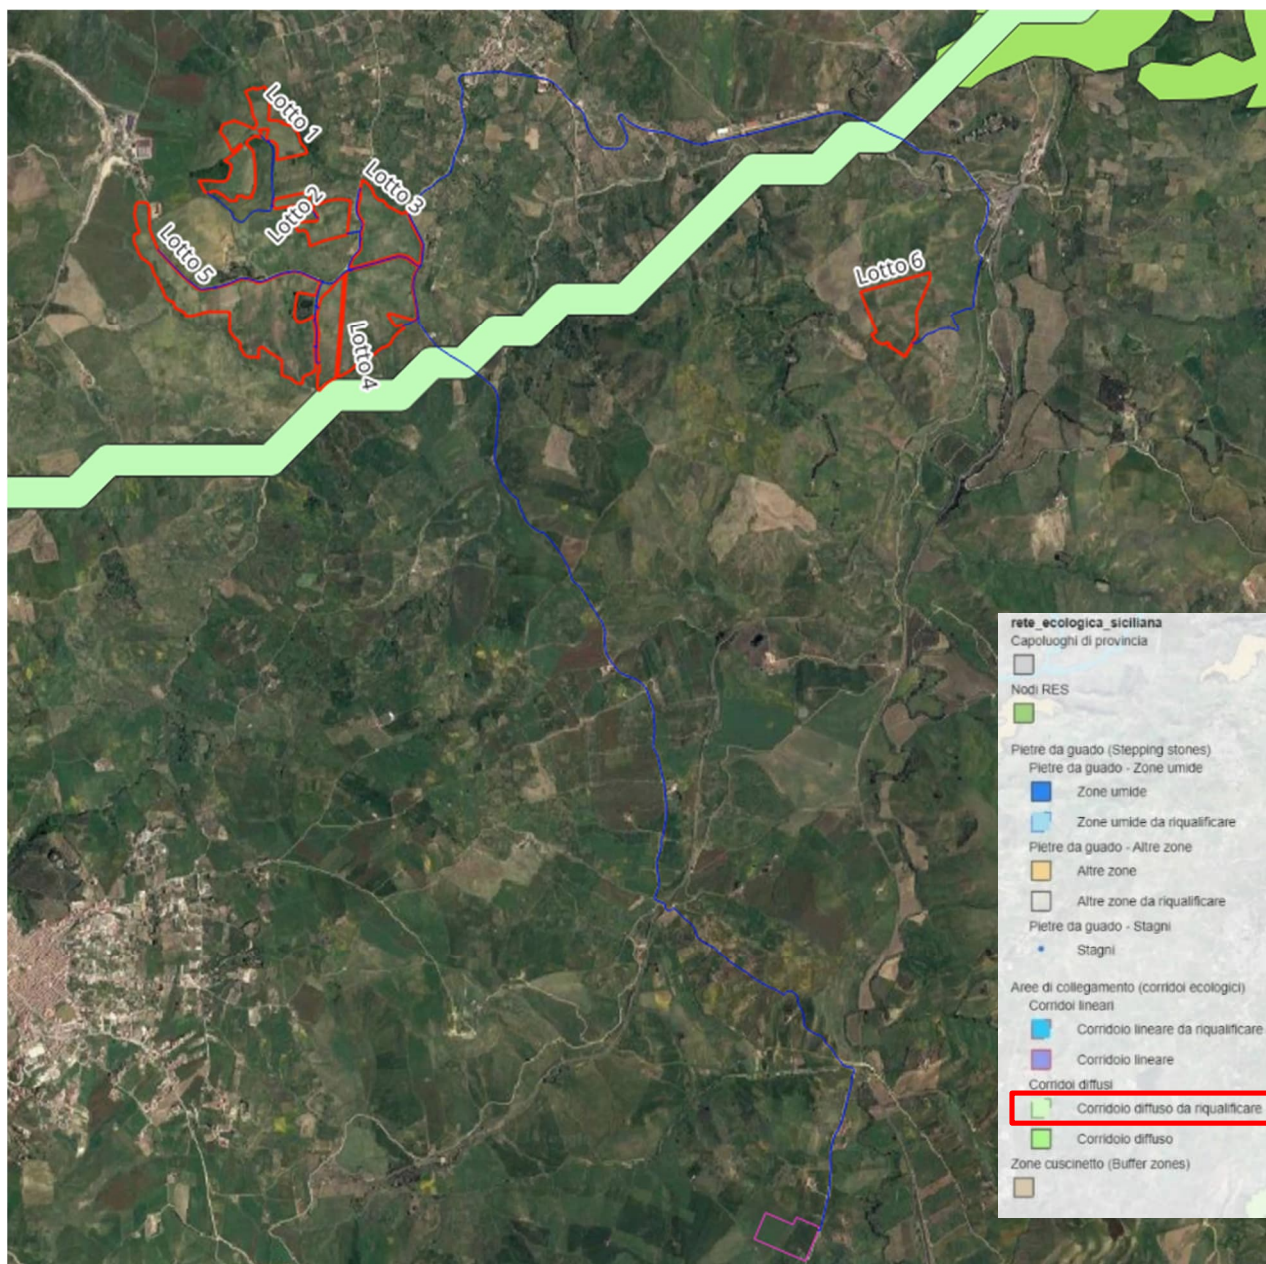 Lotto 1
Lotto 2
Lotto 3
Lotto 5
Lotto 4
Lotto 6
rete_ecologica_siciliana
Capoluoghi di provincia
Nodi RES
Pietre da guado (Stepping stones)
Pietre da guado - Zone umide
Zone umide
Zone umide da riqualificare
Pietre da guado - Altre zone
Altre zone
Altre zone da riqualificare
Pietre da guado - Stagni
Stagni
Aree di collegamento (corridoi ecologici)
Corridoi lineari
Corridoio lineare da riqualificare
Corridoio lineare
Corridoi diffusi
Corridoio diffuso da riqualificare
Corridoio diffuso
Zone cuscinetto (Buffer zones)